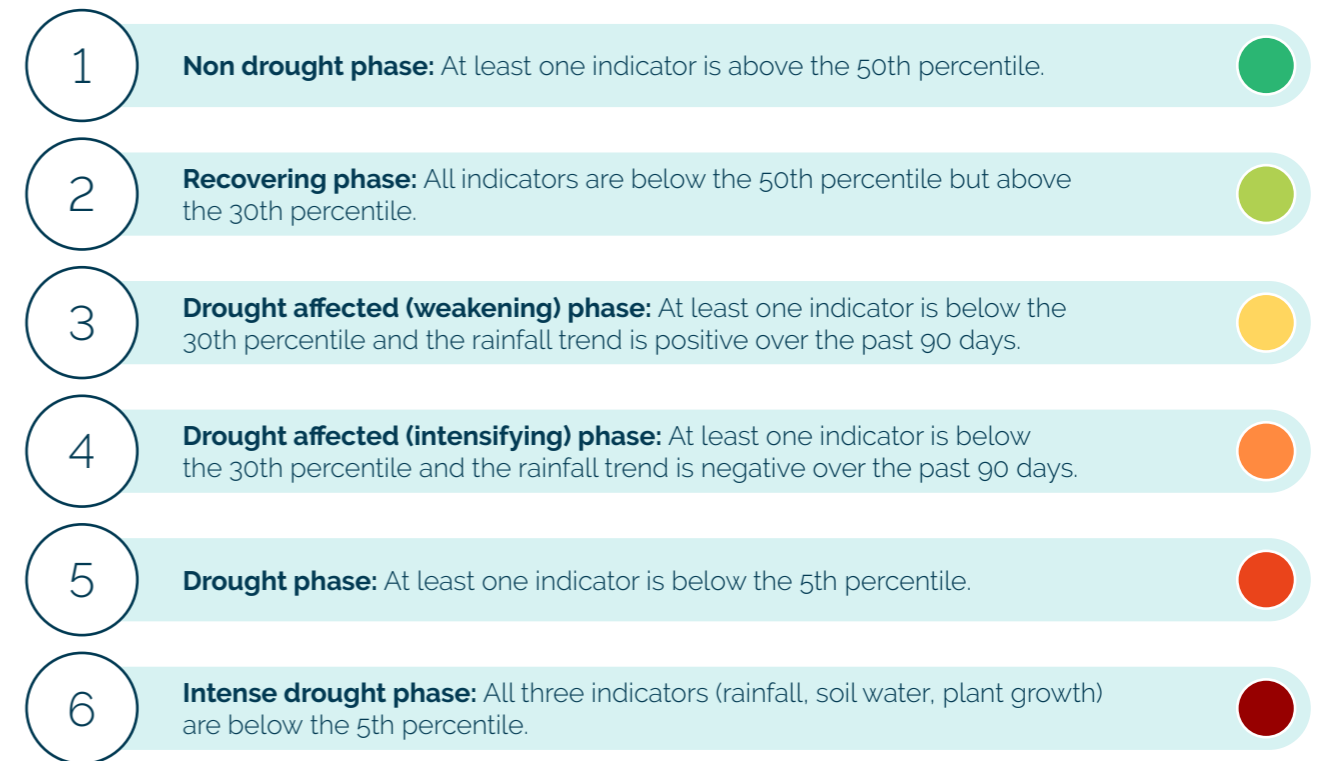 1
Non drought phase: At least one indicator is above the 50th percentile.
2
Recovering phase: All indicators are below the 50th percentile but above
the 30th percentile.
3
Drought affected (weakening) phase: At least one indicator is below the
30th percentile and the rainfall trend is positive over the past 90 days.
4
Drought affected (intensifying) phase: At least one indicator is below
the 30th percentile and the rainfall trend is negative over the past 90 days.
5
Drought phase: At least one indicator is below the 5th percentile.
6
Intense drought phase: All three indicators (rainfall, soil water, plant growth)
are below the 5th percentile.